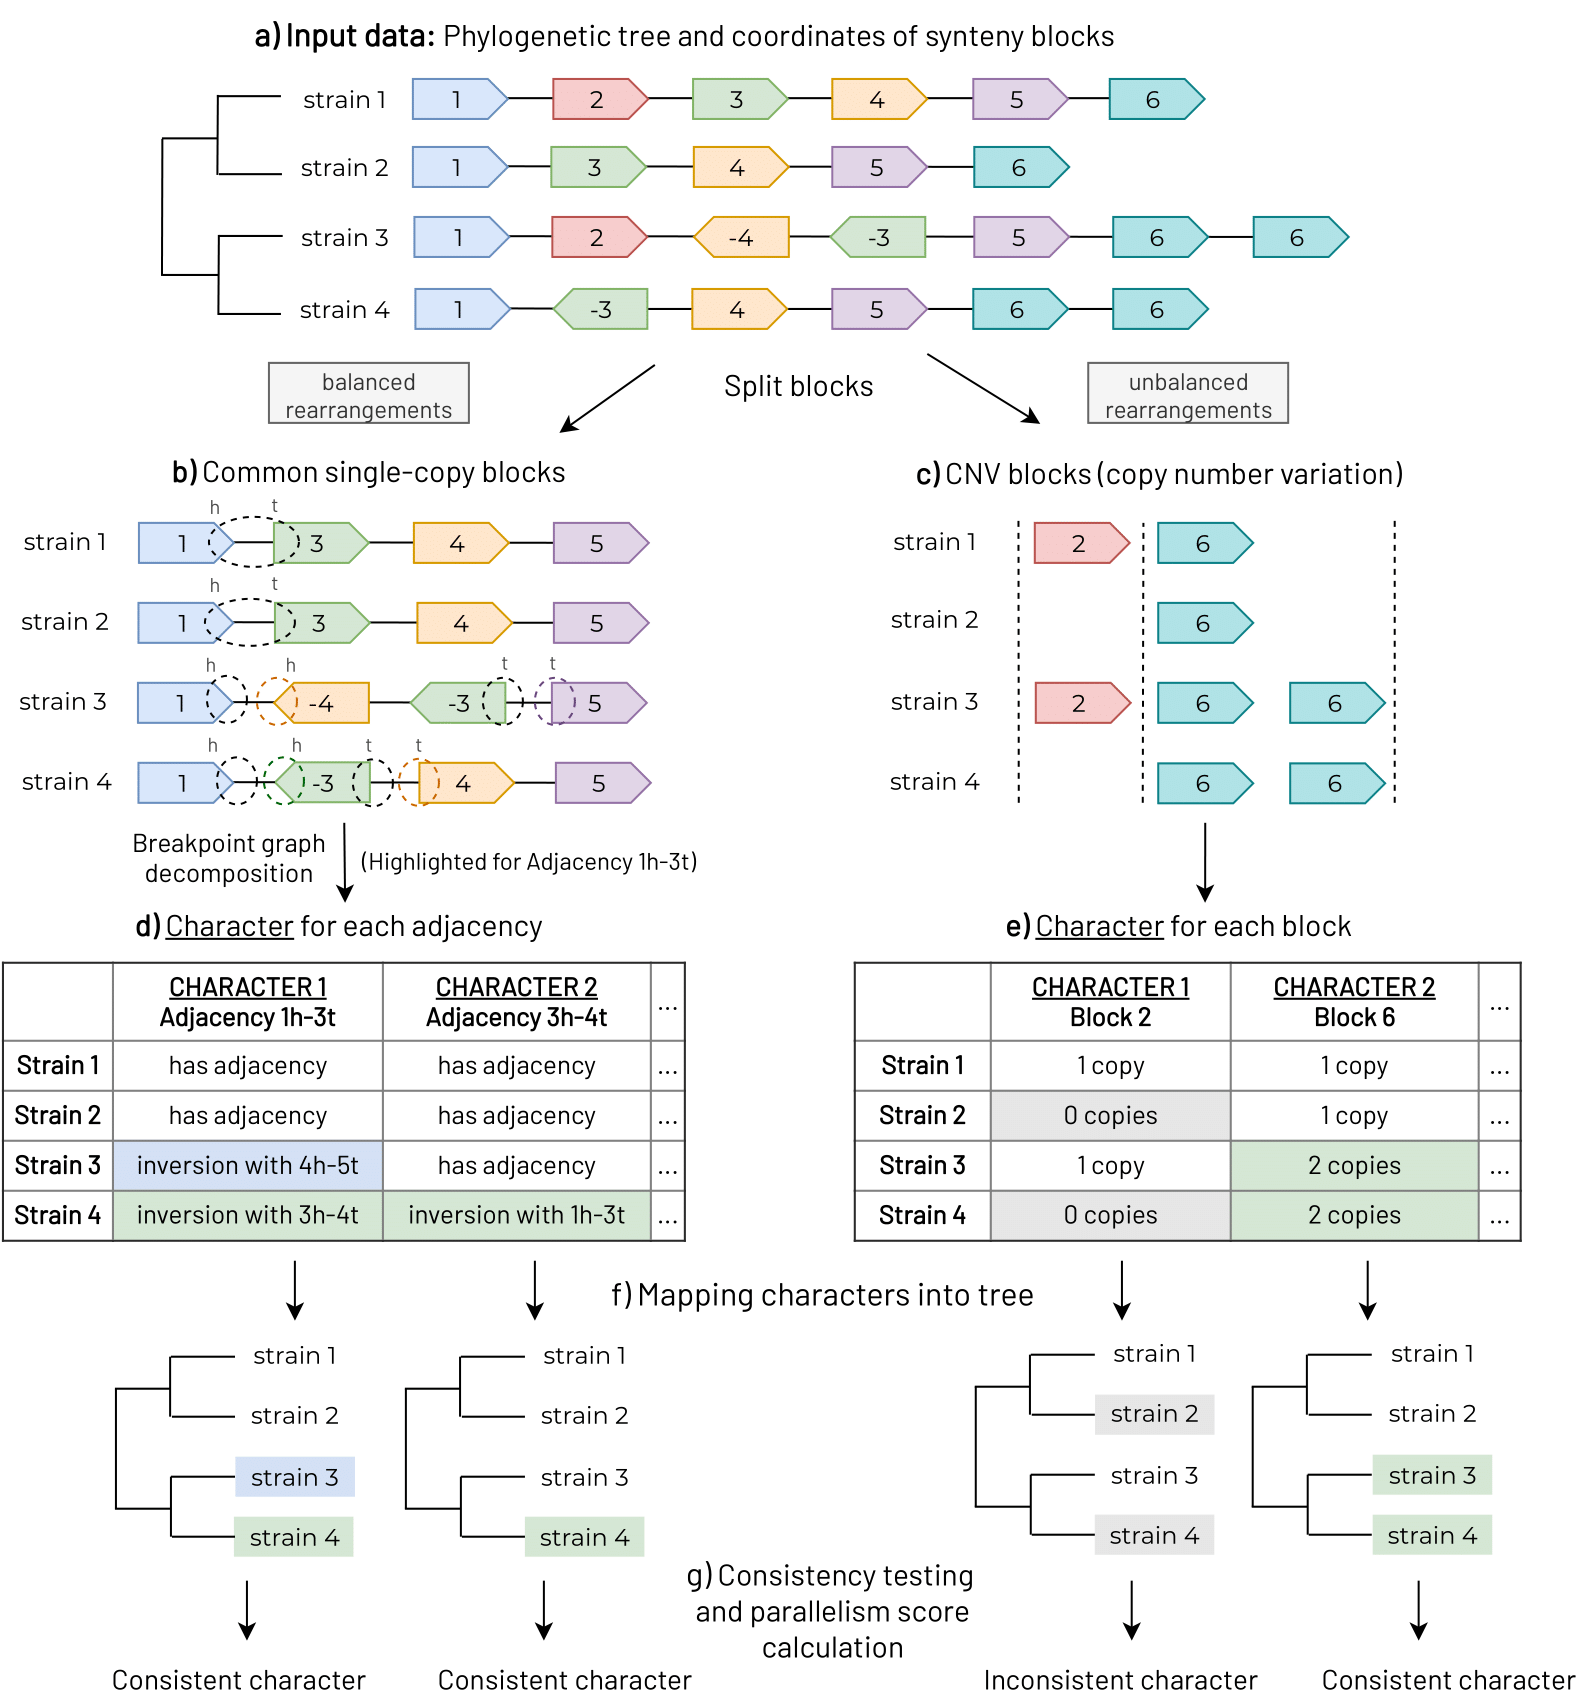 a) Input data: Phylogenetic tree and coordinates of synteny blocks
strain 1 1 2 3 4 5 6
strain 2 1 3 4 5 6
strain 3 1 2 -4 -3 5 6 6
strain 4 1 -3 4 5 6 6
balanced
rearrangements
Split blocks
unbalanced
rearrangements
b) Common single-copy blocks
h t
strain 1 1 3 4 5
h t
strain 2 1 3 4 5
h h t t
strain 3 1 -4 -3 5
h h t t
strain 4 1 -3 4 5
c) CNV blocks (copy number variation)
strain 1 2 6
strain 2 6
strain 3 2 6 6
strain 4 6 6
Breakpoint graph
decomposition
(Highlighted for Adjacency 1h-3t)
d) Character for each adjacency
CHARACTER 1 CHARACTER 2 ...
Adjacency 1h-3t Adjacency 3h-4t
Strain 1 has adjacency has adjacency ...
Strain 2 has adjacency has adjacency ...
Strain 3 inversion with 4h-5t has adjacency ...
Strain 4 inversion with 3h-4t inversion with 1h-3t ...
e) Character for each block
CHARACTER 1 CHARACTER 2 ...
Block 2 Block 6
Strain 1 1 copy 1 copy ...
Strain 2 0 copies 1 copy ...
Strain 3 1 copy 2 copies ...
Strain 4 0 copies 2 copies ...
f) Mapping characters into tree
strain 1 strain 1 strain 1 strain 1
strain 2 strain 2 strain 2 strain 2
strain 3 strain 3 strain 3 strain 3
strain 4 strain 4 strain 4 strain 4
g) Consistency testing
and parallelism score
calculation
Consistent character Consistent character Inconsistent character Consistent character